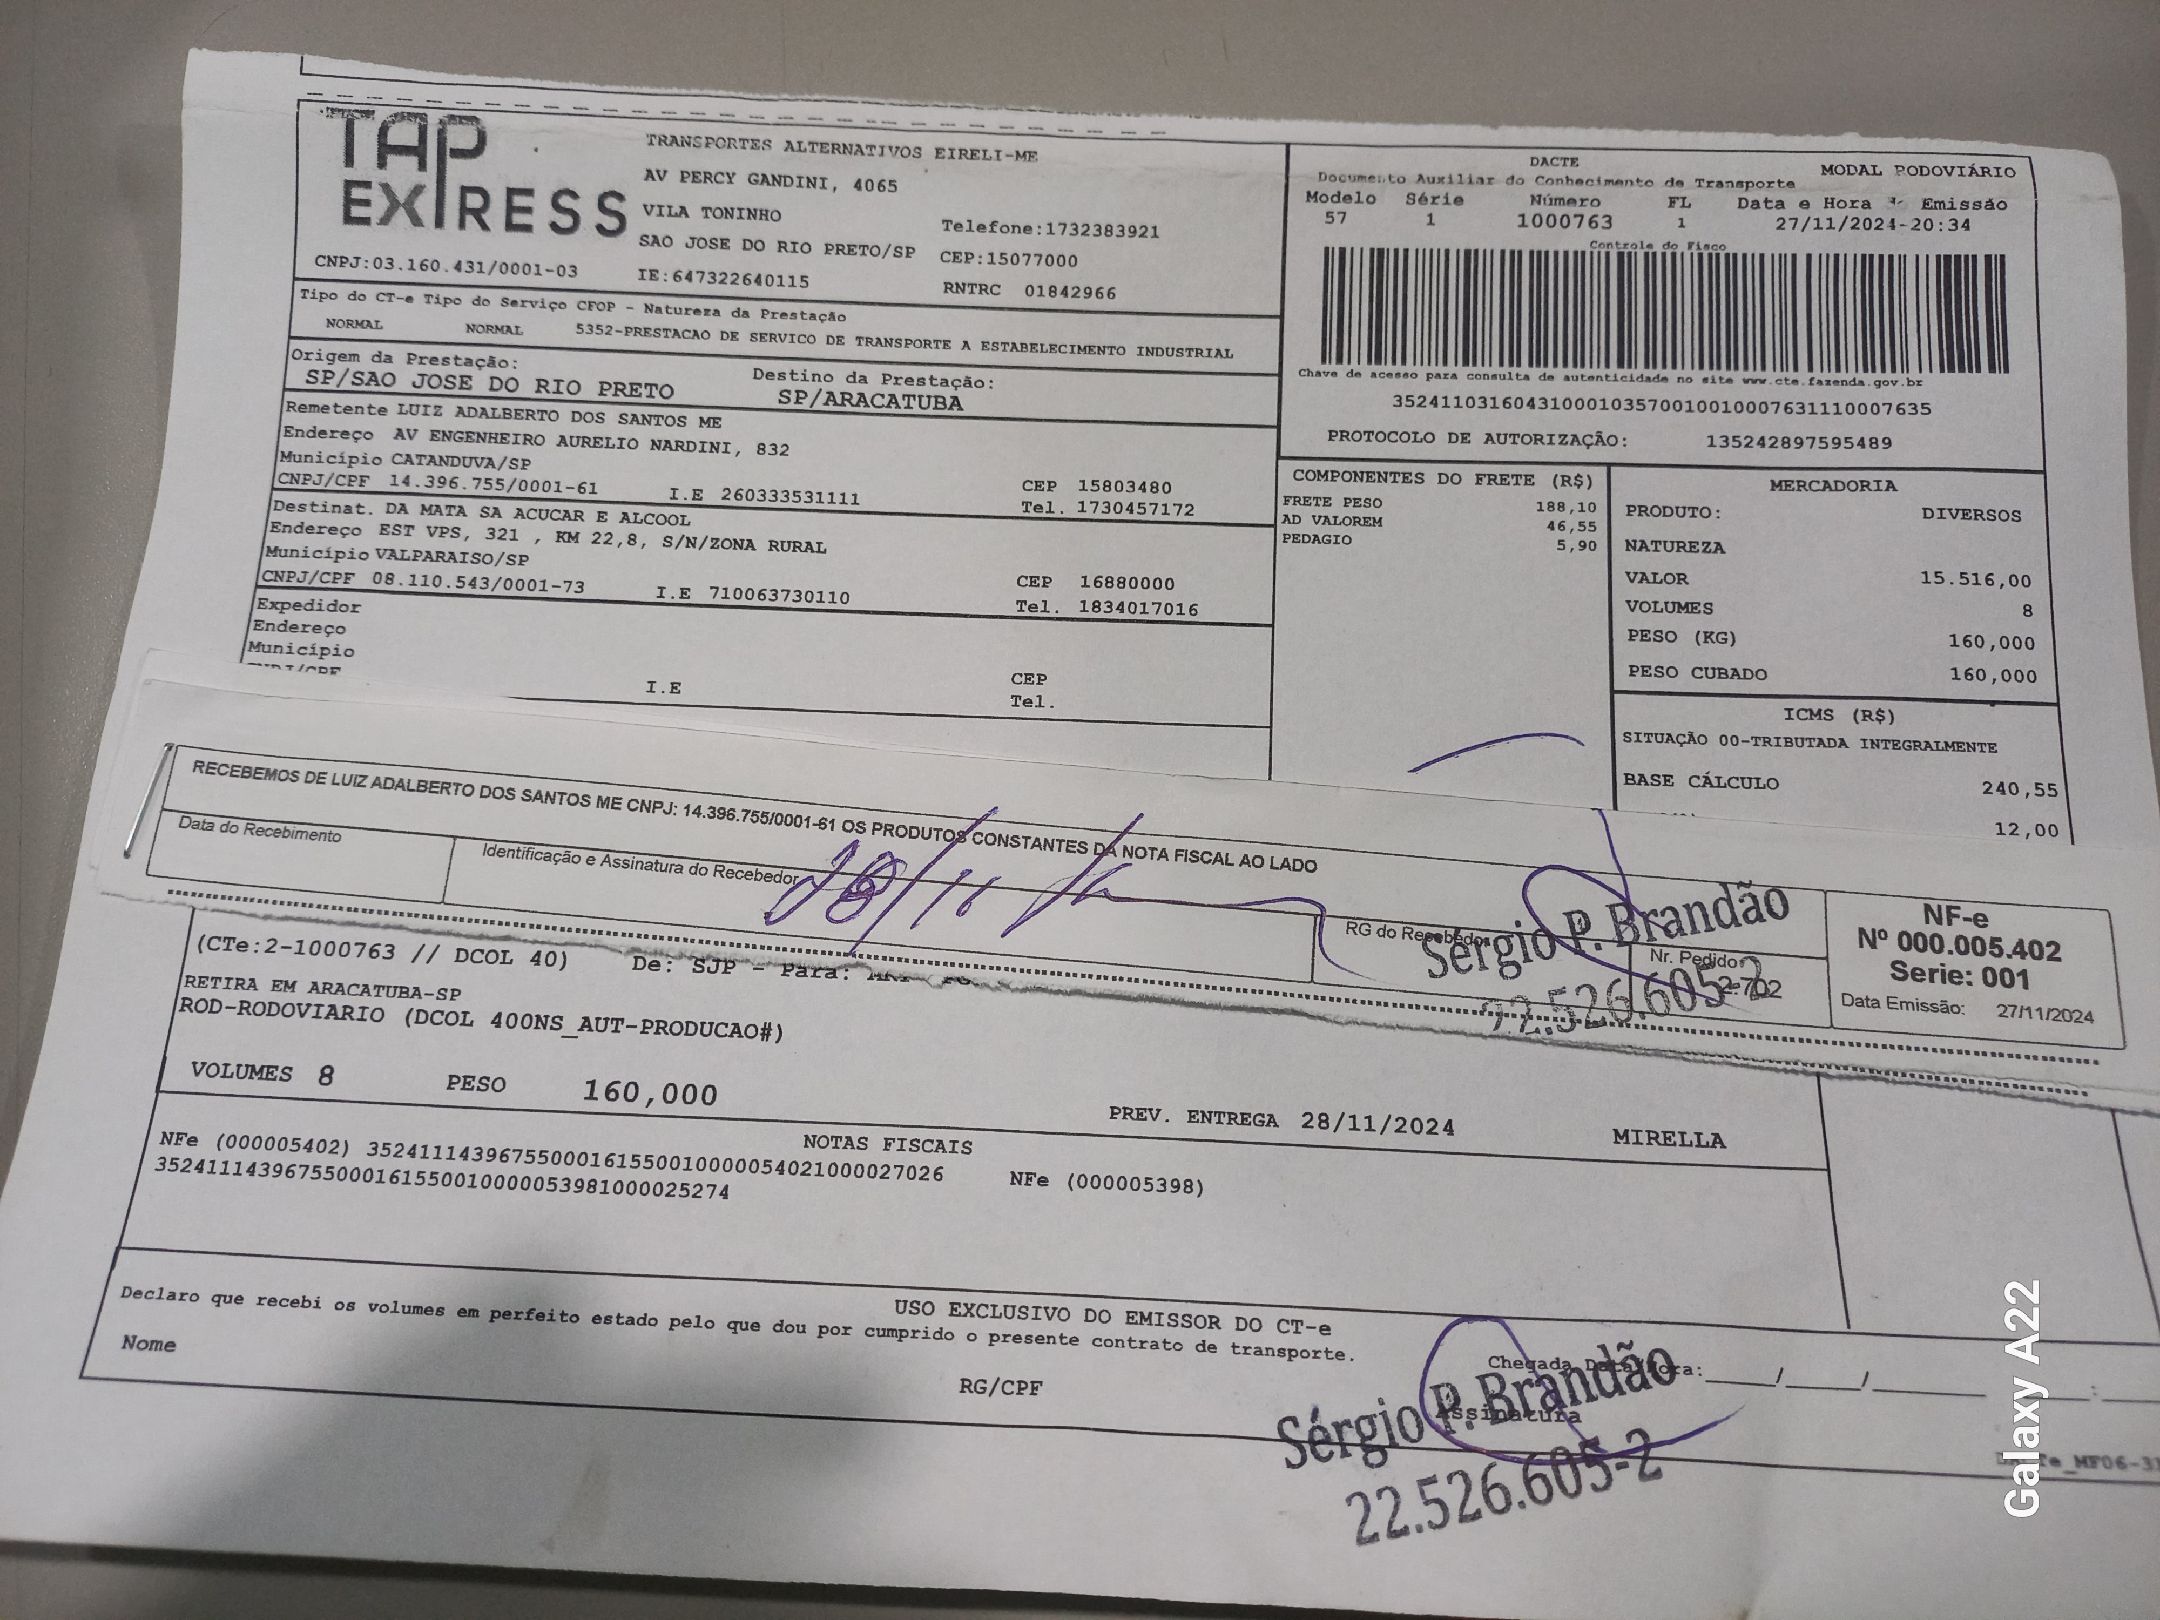 TAP EXPRESS
TRANSPORTES ALTERNATIVOS EIRELI-ME
AV PERCY GANDINI, 4065
VILA TONINHO
Telefone:1732383921
SAO JOSE DO RIO PRETO/SP CEP:15077000
CNPJ:03.160.431/0001-03 IE:647322640115 RNTRC 01842966
Tipo do CT-e Tipo do Serviço CFOP - Natureza da Prestação
NORMAL NORMAL 5352-PRESTACAO DE SERVICO DE TRANSPORTE A ESTABELECIMENTO INDUSTRIAL
Origem da Prestação: Destino da Prestação:
SP/SAO JOSE DO RIO PRETO SP/ARACATUBA
Remetente LUIZ ADALBERTO DOS SANTOS ME
Endereço AV ENGENHEIRO AURELIO NARDINI, 832
Município CATANDUVA/SP CEP 15803480
CNPJ/CPF 14.396.755/0001-61 I.E 260333531111 Tel. 1730457172
Destinat. DA MATA SA ACUCAR E ALCOOL
Endereço EST VPS, 321 , KM 22,8, S/N/ZONA RURAL
Município VALPARAISO/SP CEP 16880000
CNPJ/CPF 08.110.543/0001-73 I.E 710063730110 Tel. 1834017016
Expedidor
Endereço
Município CEP
I.E Tel.
DACTE MODAL RODOVIÁRIO
Documento Auxiliar do Conhecimento de Transporte
Modelo Série Número FL Data e Hora de Emissão
57 1 1000763 1 27/11/2024-20:34
Controle do Fisco
Chave de acesso para consulta de autenticidade no site www.cte.fazenda.gov.br
35241103160431000103570010010007631110007635
PROTOCOLO DE AUTORIZAÇÃO: 135242897595489
COMPONENTES DO FRETE (R$)
FRETE PESO 188,10
AD VALOREM 46,55
PEDAGIO 5,90
MERCADORIA
PRODUTO: DIVERSOS
NATUREZA
VALOR 15.516,00
VOLUMES 8
PESO (KG) 160,000
PESO CUBADO 160,000
ICMS (R$)
SITUAÇÃO 00-TRIBUTADA INTEGRALMENTE
BASE CÁLCULO 240,55
12,00
RECEBEMOS DE LUIZ ADALBERTO DOS SANTOS ME CNPJ: 14.396.755/0001-61 OS PRODUTOS CONSTANTES DA NOTA FISCAL AO LADO
Data do Recebimento Identificação e Assinatura do Recebedor
28/11/
RG do Recebedor
Nr. Pedido:
2-702
Sérgio P. Brandão
22.526.605-2
NF-e
Nº 000.005.402
Serie: 001
Data Emissão: 27/11/2024
(CTe:2-1000763 // DCOL 40) De: SJP - Para:
RETIRA EM ARACATUBA-SP
ROD-RODOVIARIO (DCOL 400NS_AUT-PRODUCAO#)
VOLUMES 8 PESO 160,000 PREV. ENTREGA 28/11/2024 MIRELLA
NOTAS FISCAIS
NFe (000005402) 35241114396755000161550010000054021000027026 NFe (000005398)
35241114396755000161550010000053981000025274
USO EXCLUSIVO DO EMISSOR DO CT-e
Declaro que recebi os volumes em perfeito estado pelo que dou por cumprido o presente contrato de transporte.
Nome RG/CPF
Chegada Data/Hora:
Assinatura
Sérgio P. Brandão
22.526.605-2
Galaxy A22